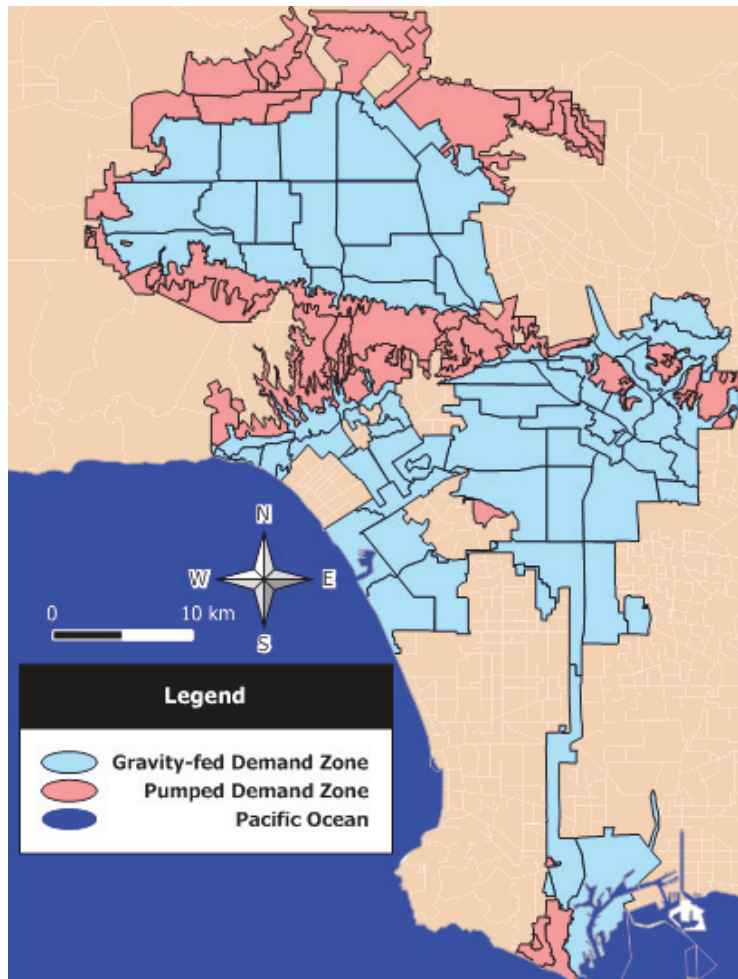 N
W
E
S
0
10 km
Legend
Gravity-fed Demand Zone
Pumped Demand Zone
Pacific Ocean